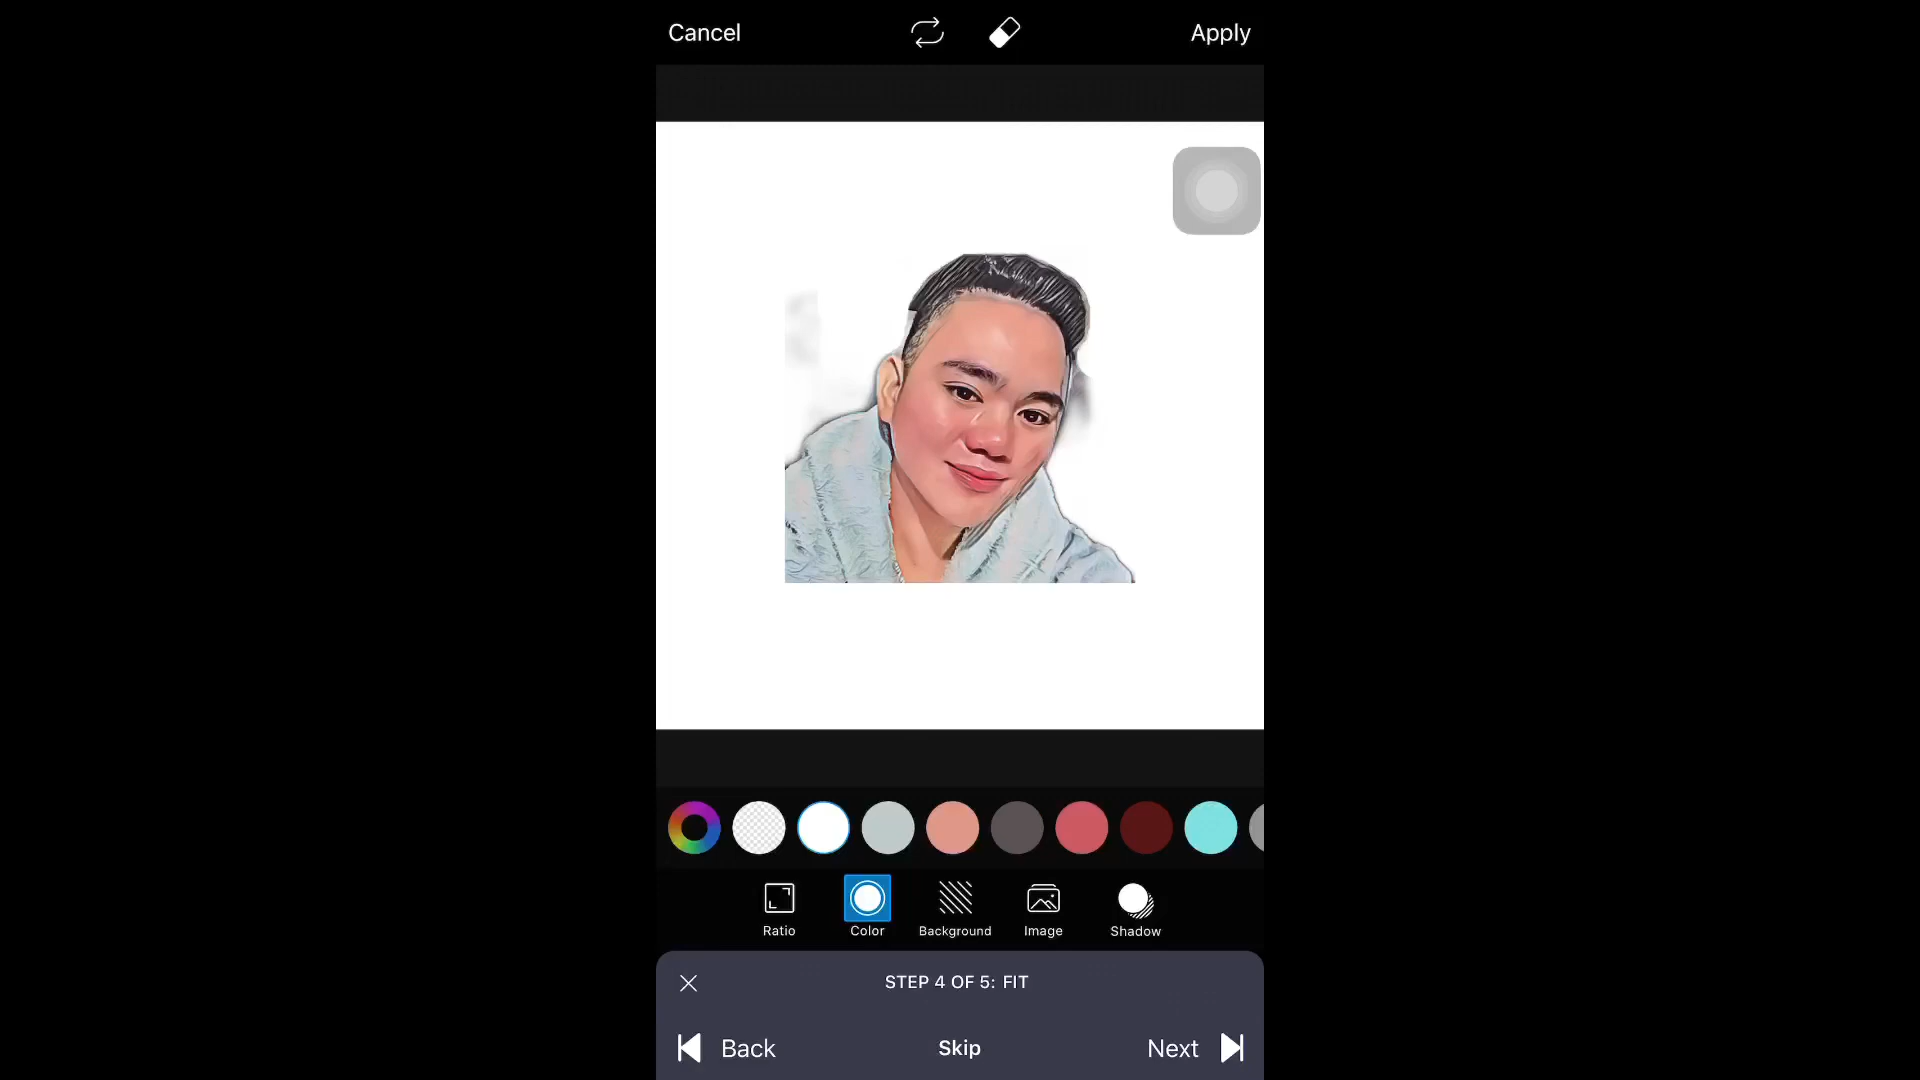 Cancel Apply
Ratio Color Background Image Shadow
STEP 4 OF 5: FIT
Back Skip Next